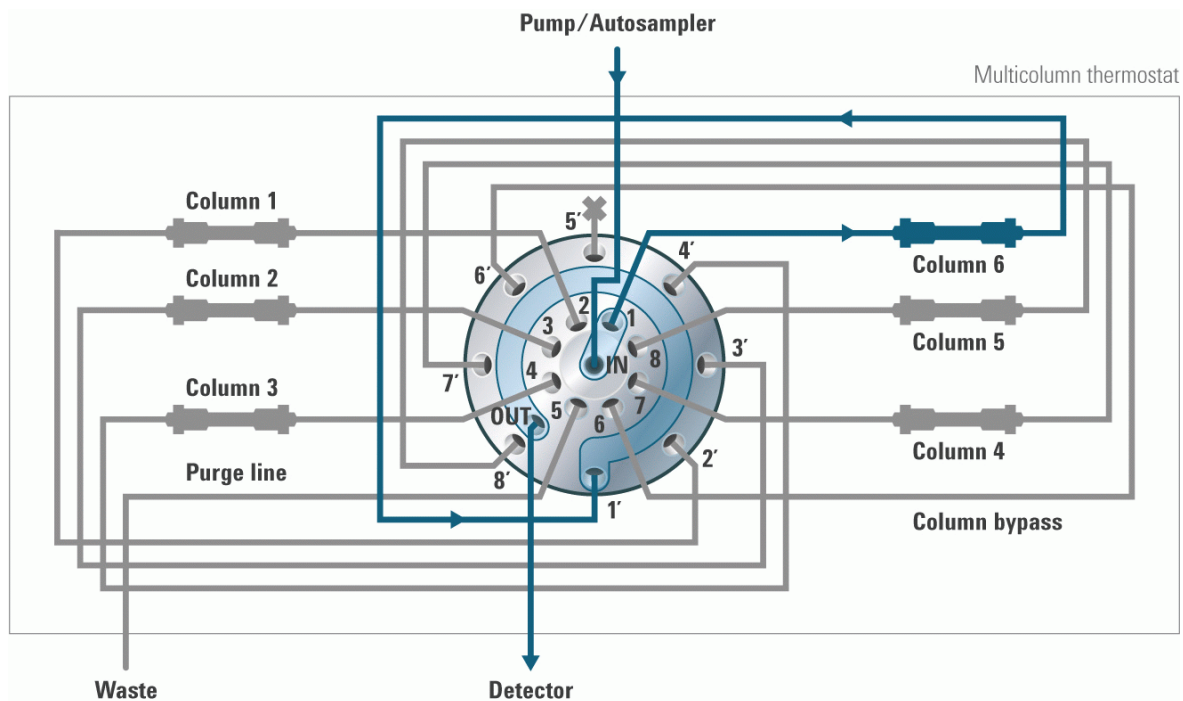 Pump/Autosampler
Multicolumn thermostat
Column 1
5′
4′
6′
Column 6
Column 2
2
1
3
Column 5
8
3′
IN
7′
4
Column 3
7
5
OUT
6
Column 4
2′
Purge line
8′
1′
Column bypass
Waste
Detector